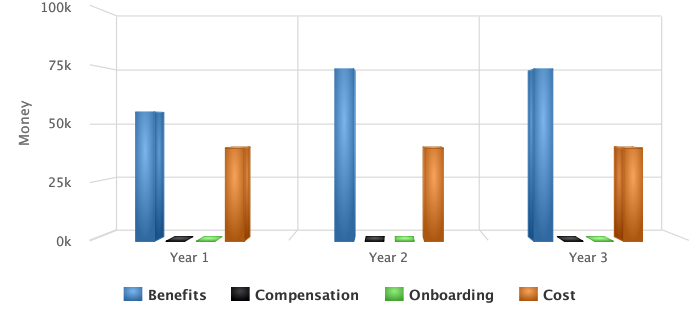 100k
75k
50k
25k
0k
Money
Year 1 Year 2 Year 3
Benefits Compensation Onboarding Cost